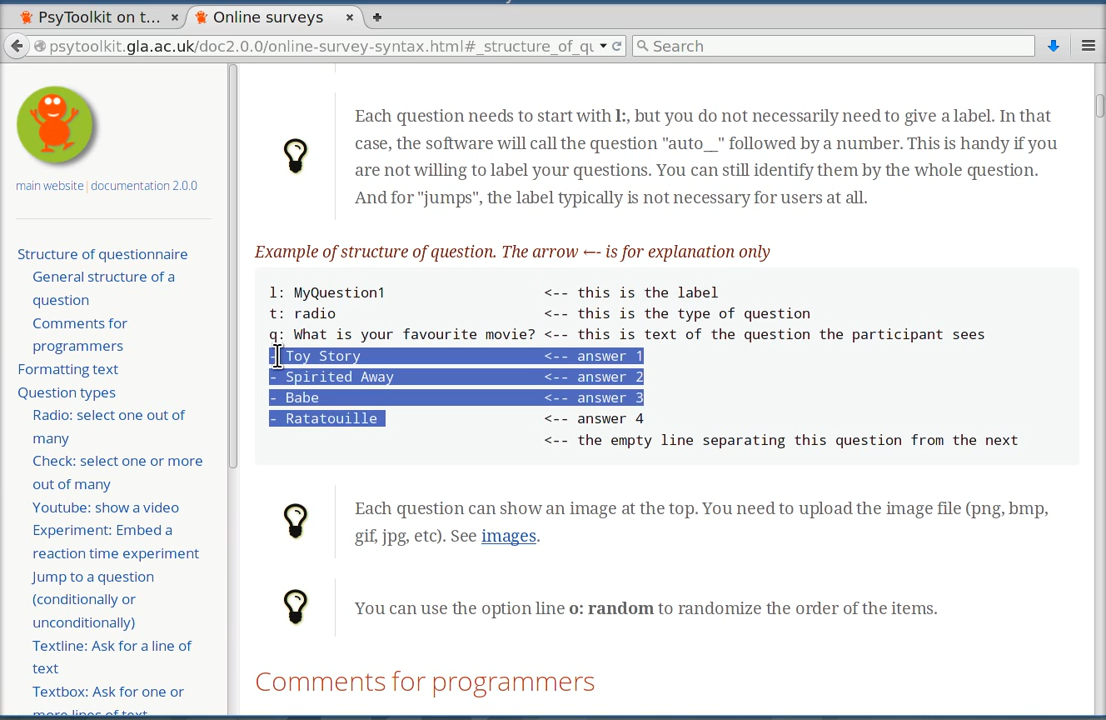 PsyToolkit on t... × Online surveys ×
psytoolkit.gla.ac.uk/doc2.0.0/online-survey-syntax.html#_structure_of_qu Search
main website | documentation 2.0.0
Structure of questionnaire
General structure of a
question
Comments for
programmers
Formatting text
Question types
Radio: select one out of
many
Check: select one or more
out of many
Youtube: show a video
Experiment: Embed a
reaction time experiment
Jump to a question
(conditionally or
unconditionally)
Textline: Ask for a line of
text
Textbox: Ask for one or
more lines of text
Each question needs to start with l:, but you do not necessarily need to give a label. In that
case, the software will call the question "auto__" followed by a number. This is handy if you
are not willing to label your questions. You can still identify them by the whole question.
And for "jumps", the label typically is not necessary for users at all.
Example of structure of question. The arrow ←- is for explanation only
l: MyQuestion1 <-- this is the label
t: radio <-- this is the type of question
q: What is your favourite movie? <-- this is text of the question the participant sees
- Toy Story <-- answer 1
- Spirited Away <-- answer 2
- Babe <-- answer 3
- Ratatouille <-- answer 4
<-- the empty line separating this question from the next
Each question can show an image at the top. You need to upload the image file (png, bmp,
gif, jpg, etc). See images.
You can use the option line o: random to randomize the order of the items.
Comments for programmers